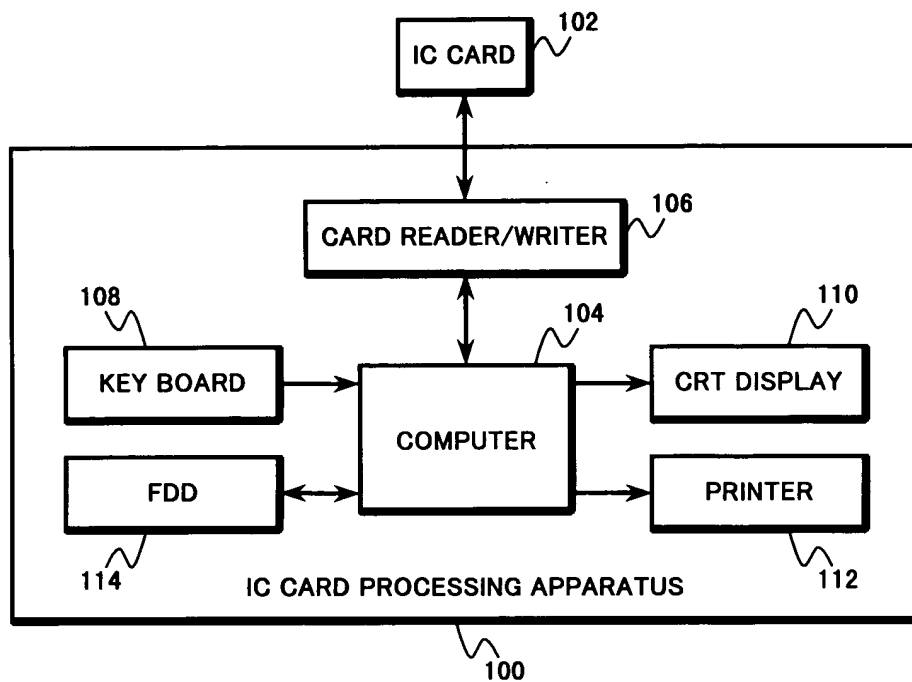 102
IC CARD
106
CARD READER/WRITER
108
104
110
KEY BOARD
CRT DISPLAY
COMPUTER
FDD
PRINTER
114
112
IC CARD PROCESSING APPARATUS
100